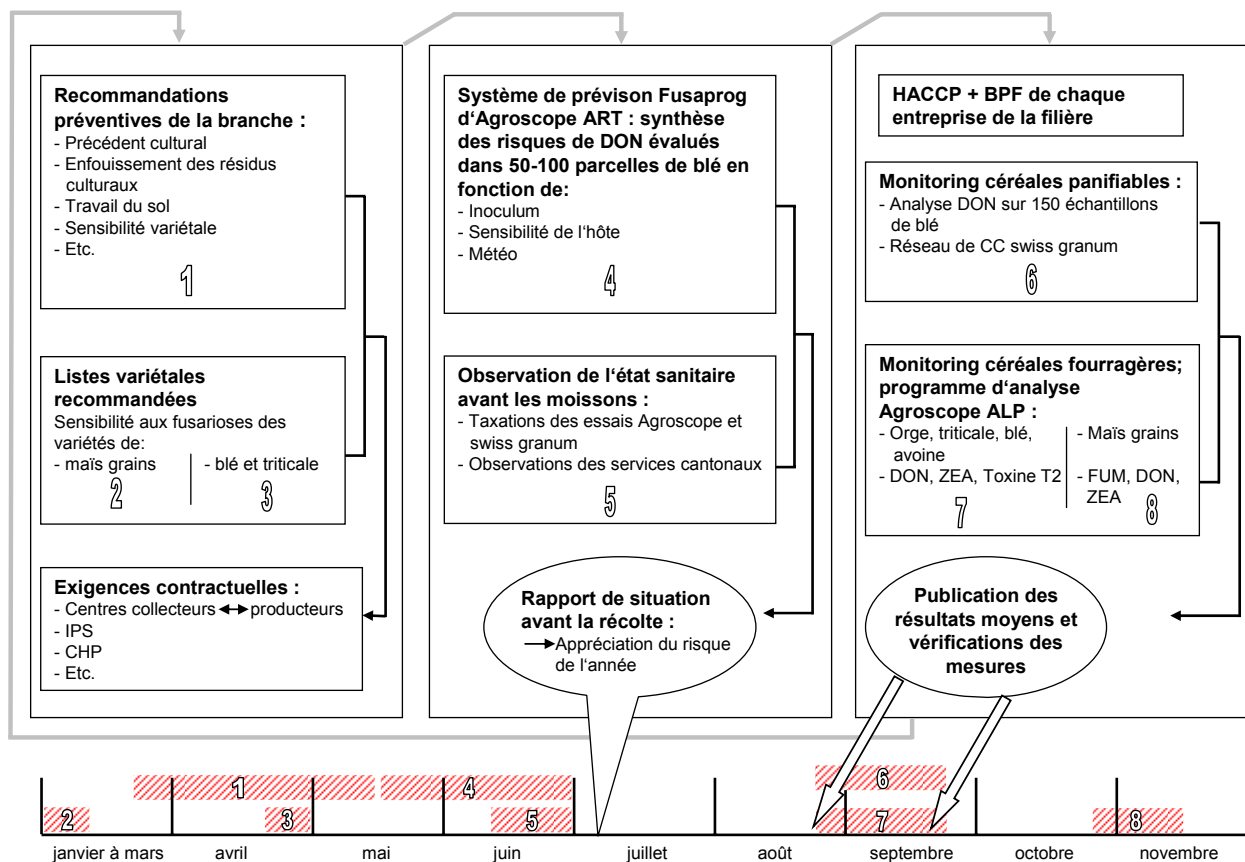 Recommandations
préventives de la branche :
- Précédent cultural
- Enfouissement des résidus
culturaux
- Travail du sol
- Sensibilité variétale
- Etc.
1
Listes variétales
recommandées
Sensibilité aux fusarioses des
variétés de:
- maïs grains
- blé et triticale
2
3
Exigences contractuelles :
- Centres collecteurs producteurs
- IPS
- CHP
- Etc.
Système de prévison Fusaprog
d'Agroscope ART : synthèse
des risques de DON évalués
dans 50-100 parcelles de blé en
fonction de:
- Inoculum
- Sensibilité de l'hôte
- Météo
4
Observation de l'état sanitaire
avant les moissons :
- Taxations des essais Agroscope et
swiss granum
- Observations des services cantonaux
5
Rapport de situation
avant la récolte :
Appréciation du risque
de l'année
HACCP + BPF de chaque
entreprise de la filière
Monitoring céréales panifiables :
- Analyse DON sur 150 échantillons
de blé
- Réseau de CC swiss granum
6
Monitoring céréales fourragères;
programme d'analyse
Agroscope ALP :
- Orge, triticale, blé,
avoine
- DON, ZEA, Toxine T2
7
- Maïs grains
- FUM, DON,
ZEA
8
Publication des
résultats moyens et
vérifications des
mesures
1
4
6
2
3
5
7
8
janvier à mars avril mai juin juillet août septembre octobre novembre